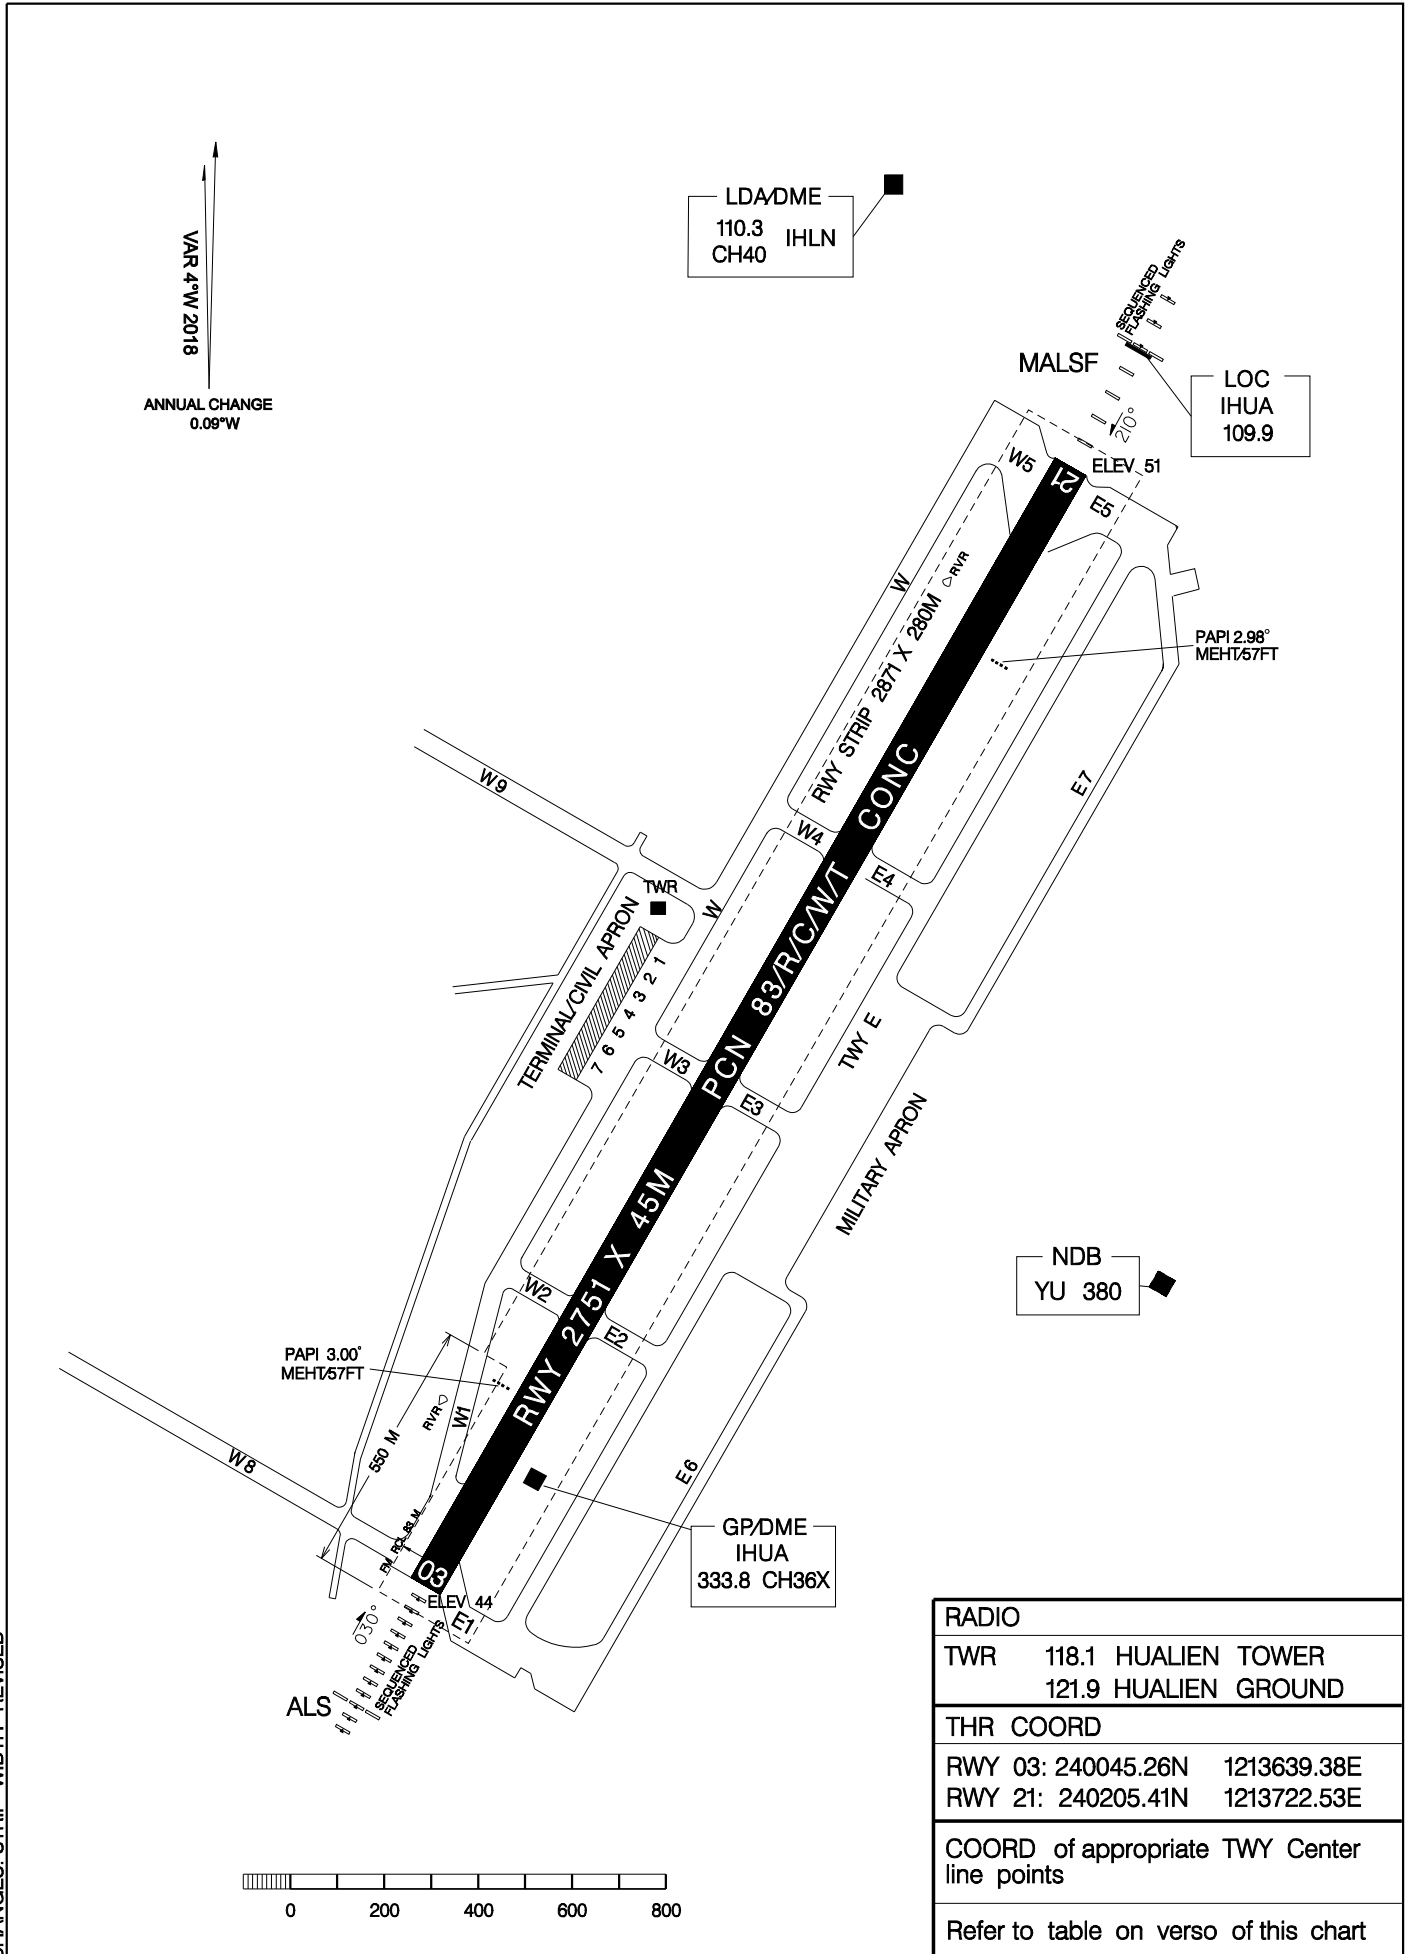 LDA/DME
110.3
CH40
IHLN
VAR 4°W 2018
ANNUAL CHANGE
0.09°W
SEQUENCED
FLASHING LIGHTS
MALSF
LOC
IHUA
109.9
210°
ELEV 51
W5
21
E5
W
RVR
RWY STRIP 2871 X 280M
PAPI 2.98°
MEHT/57FT
W9
E7
W4
E4
TWR
W
TERMINAL/CIVIL APRON
7 6 5 4 3 2 1
W3
E3
TWY E
MILITARY APRON
RWY 2751 X 45M PCN 83/R/C/W/T CONC
NDB
YU 380
W2
E2
PAPI 3.00°
MEHT/57FT
RVR
W1
550 M
W8
E6
FM RCL 83 M
GP/DME
IHUA
333.8 CH36X
03
ELEV 44
E1
030°
SEQUENCED
FLASHING LIGHTS
ALS
RADIO
TWR 118.1 HUALIEN TOWER
121.9 HUALIEN GROUND
THR COORD
RWY 03: 240045.26N 1213639.38E
RWY 21: 240205.41N 1213722.53E
COORD of appropriate TWY Center
line points
Refer to table on verso of this chart
0 200 400 600 800